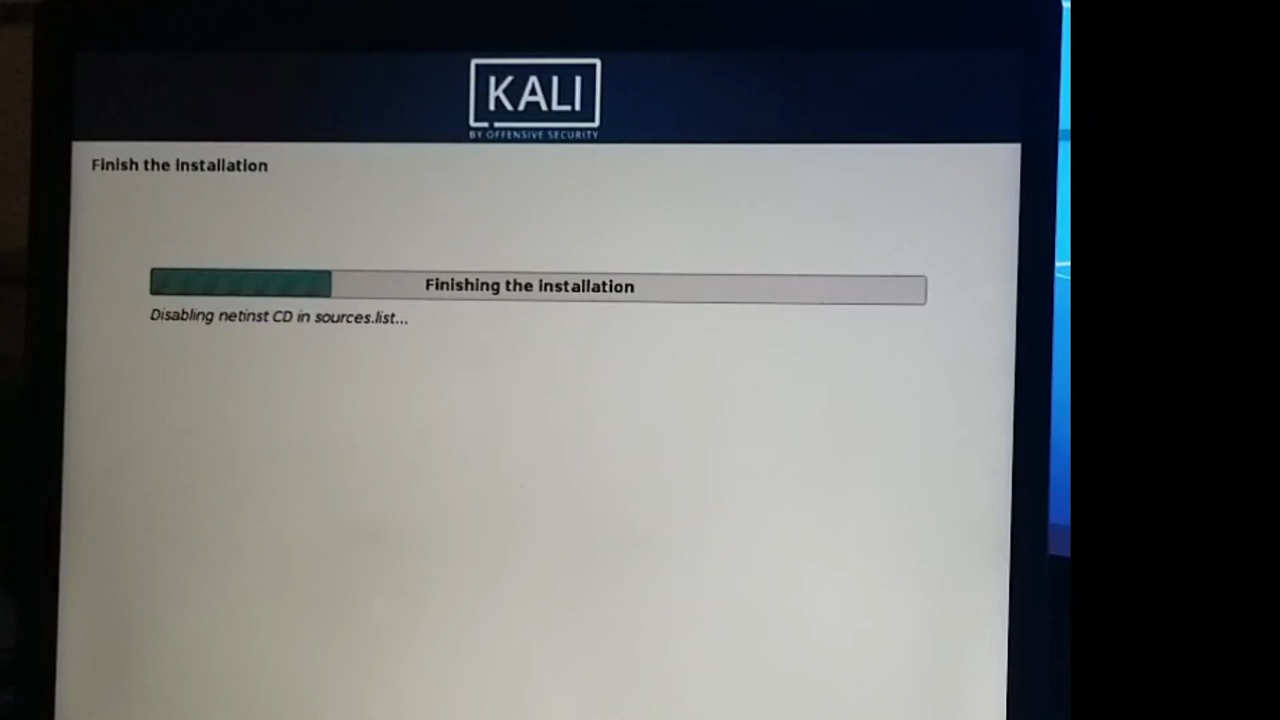 KALI
BY OFFENSIVE SECURITY
Finish the installation
Finishing the installation
Disabling netinst CD in sources.list...